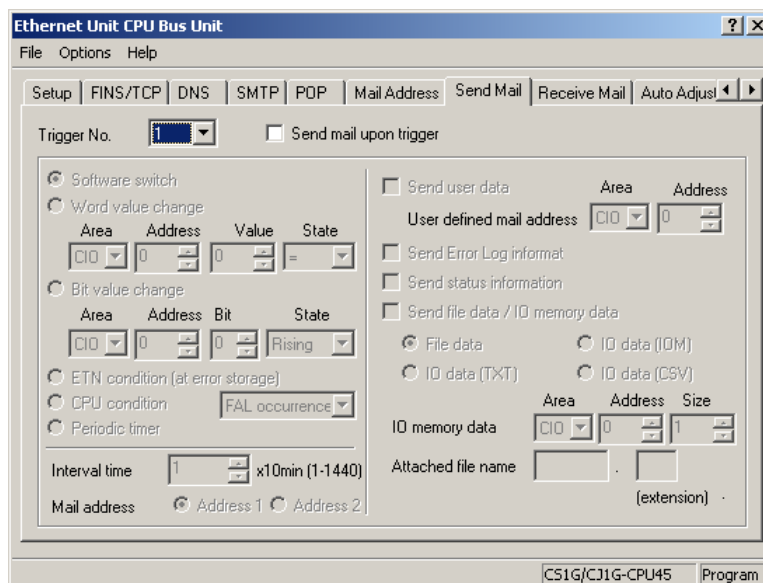 Ethernet Unit CPU Bus Unit
File Options Help
Setup FINS/TCP DNS SMTP POP Mail Address Send Mail Receive Mail Auto Adjust
Trigger No. 1 Send mail upon trigger
Software switch
Word value change
Area Address Value State
CIO 0 0 =
Bit value change
Area Address Bit State
CIO 0 0 Rising
ETN condition (at error storage)
CPU condition FAL occurrence
Periodic timer
Interval time 1 x10min (1-1440)
Mail address Address 1 Address 2
Send user data Area Address
User defined mail address CIO 0
Send Error Log informat
Send status information
Send file data / IO memory data
File data IO data (IOM)
IO data (TXT) IO data (CSV)
Area Address Size
IO memory data CIO 0 1
Attached file name .
(extension)
CS1G/CJ1G-CPU45 Program